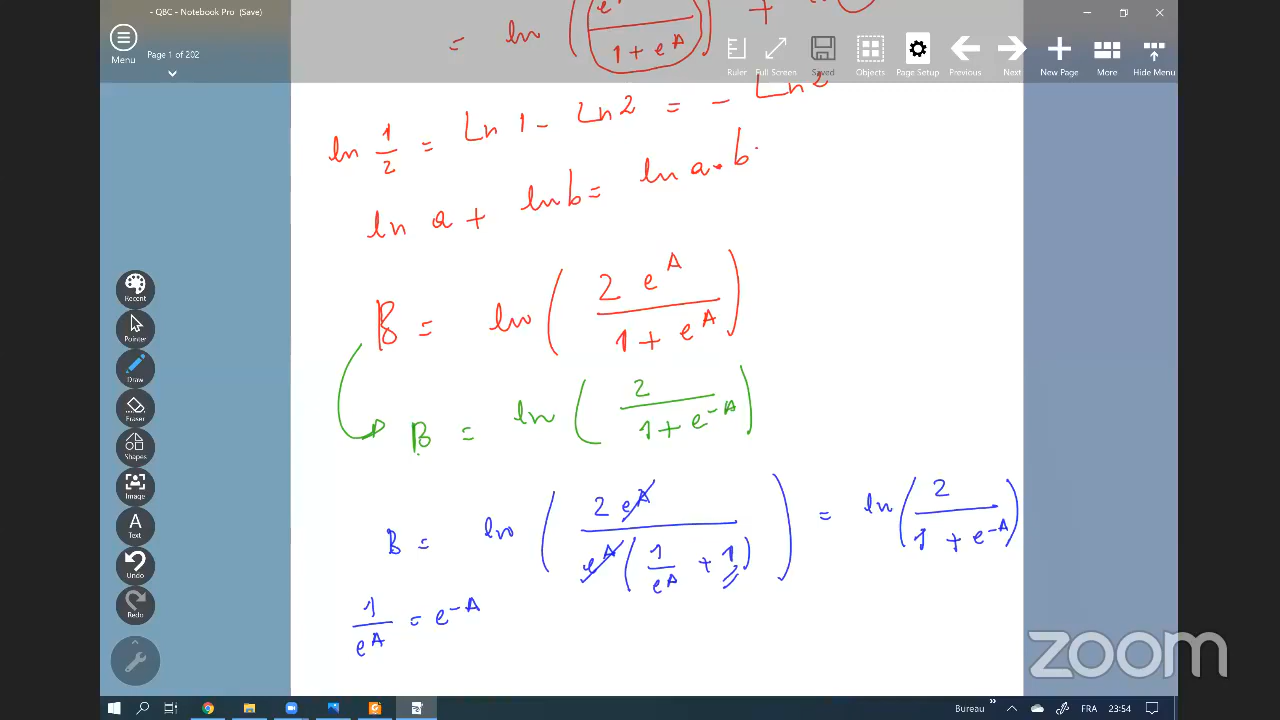 - QBC - Notebook Pro (Save)
Menu
Page 1 of 202
Ruler Full Screen Saved Objects Page Setup Previous Next New Page More Hide Menu
= ln (e / 1 + e^A) +
ln 1/2 = Ln 1 - Ln 2 = - Ln 2
ln a + ln b = ln a · b
B = ln (2 e^A / 1 + e^A)
B = ln (2 / 1 + e^-A)
B = ln (2 e^A / e^A (1/e^A + 1)) = ln (2 / 1 + e^-A)
1/e^A = e^-A
Recent
Pointer
Draw
Eraser
Shapes
Image
Text
Undo
Redo
zoom
Bureau » FRA 23:54